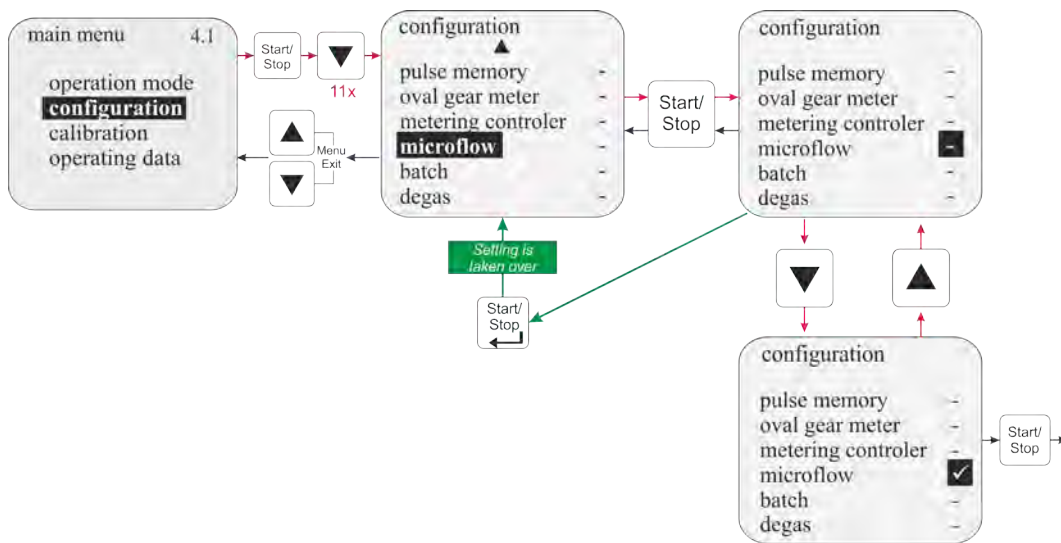 main menu 4.1
operation mode
configuration
calibration
operating data
Start/
Stop
11x
Menu
Exit
configuration
pulse memory -
oval gear meter -
metering controler -
microflow -
batch -
degas -
Start/
Stop
configuration
pulse memory -
oval gear meter -
metering controler -
microflow -
batch -
degas -
Setting is
taken over
Start/
Stop
configuration
pulse memory -
oval gear meter -
metering controler -
microflow ✓
batch -
degas -
Start/
Stop